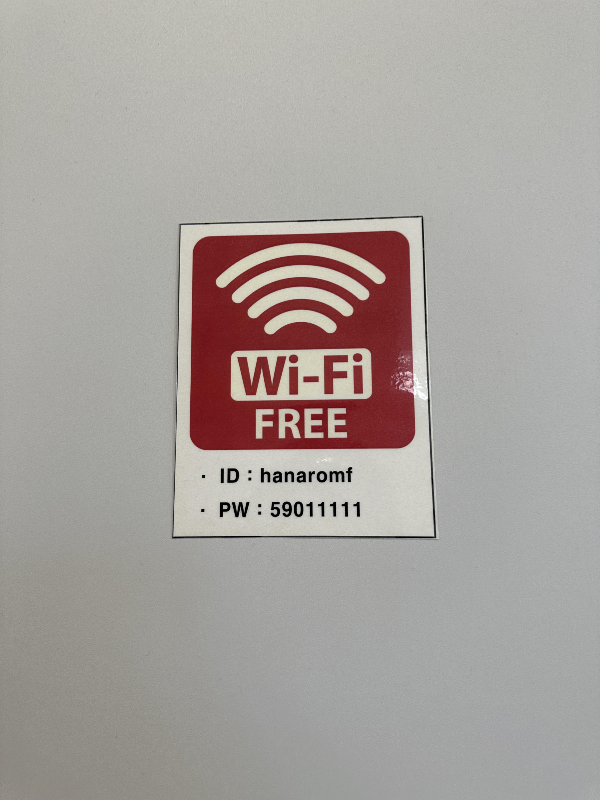 Wi-Fi
FREE
· ID : hanaromf
· PW : 59011111